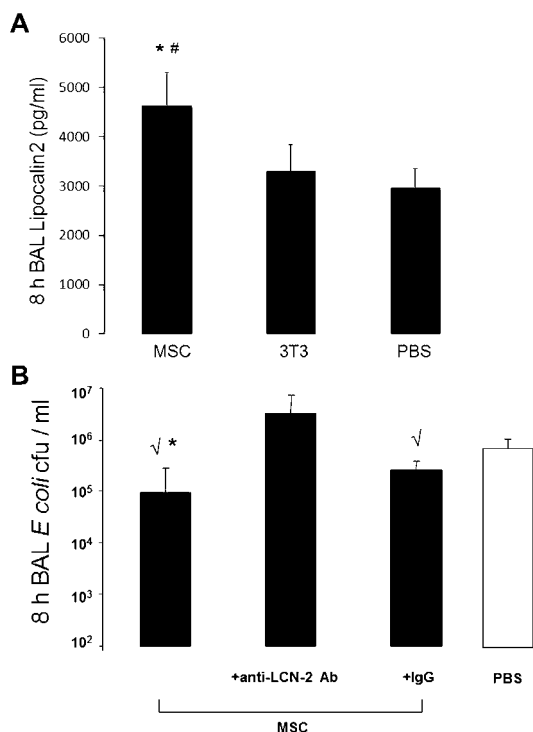 A
8 h BAL Lipocalin2 (pg/ml)
6000
5000
4000
3000
2000
1000
0
* #
MSC
3T3
PBS
B
8 h BAL E coli cfu / ml
10⁷
10⁶
10⁵
10⁴
10³
10²
√ *
√
+anti-LCN-2 Ab
+IgG
PBS
MSC